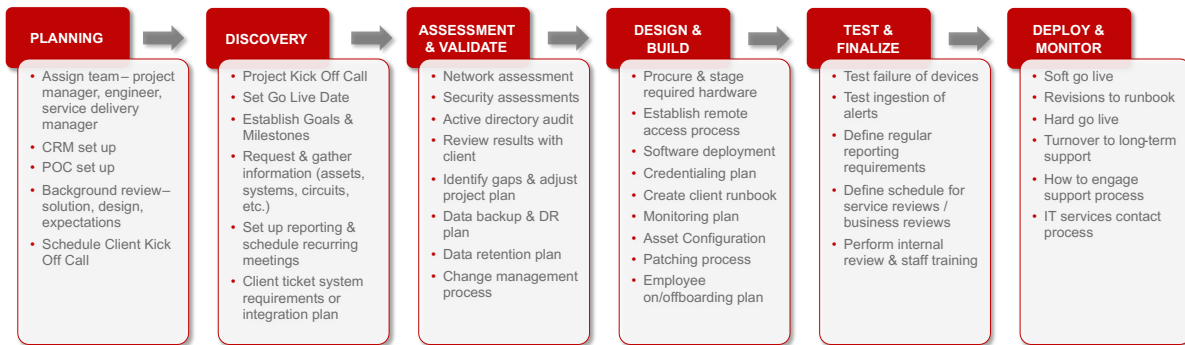 PLANNING
• Assign team – project
manager, engineer,
service delivery
manager
• CRM set up
• POC set up
• Background review–
solution, design,
expectations
• Schedule Client Kick
Off Call
DISCOVERY
• Project Kick Off Call
• Set Go Live Date
• Establish Goals &
Milestones
• Request & gather
information (assets,
systems, circuits,
etc.)
• Set up reporting &
schedule recurring
meetings
• Client ticket system
requirements or
integration plan
ASSESSMENT
& VALIDATE
• Network assessment
• Security assessments
• Active directory audit
• Review results with
client
• Identify gaps & adjust
project plan
• Data backup & DR
plan
• Data retention plan
• Change management
process
DESIGN &
BUILD
• Procure & stage
required hardware
• Establish remote
access process
• Software deployment
• Credentialing plan
• Create client runbook
• Monitoring plan
• Asset Configuration
• Patching process
• Employee
on/offboarding plan
TEST &
FINALIZE
• Test failure of devices
• Test ingestion of
alerts
• Define regular
reporting
requirements
• Define schedule for
service reviews /
business reviews
• Perform internal
review & staff training
DEPLOY &
MONITOR
• Soft go live
• Revisions to runbook
• Hard go live
• Turnover to long-term
support
• How to engage
support process
• IT services contact
process